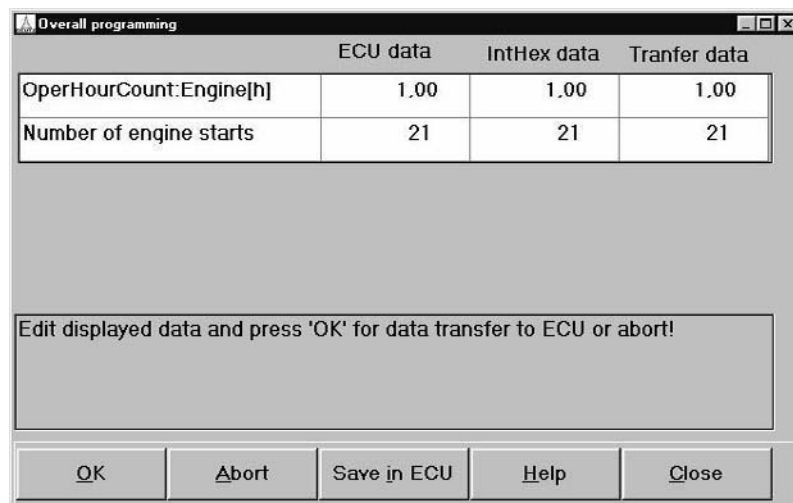 Overall programming
ECU data IntHex data Tranfer data
OperHourCount:Engine[h] 1,00 1,00 1,00
Number of engine starts 21 21 21
Edit displayed data and press 'OK' for data transfer to ECU or abort!
OK Abort Save in ECU Help Close